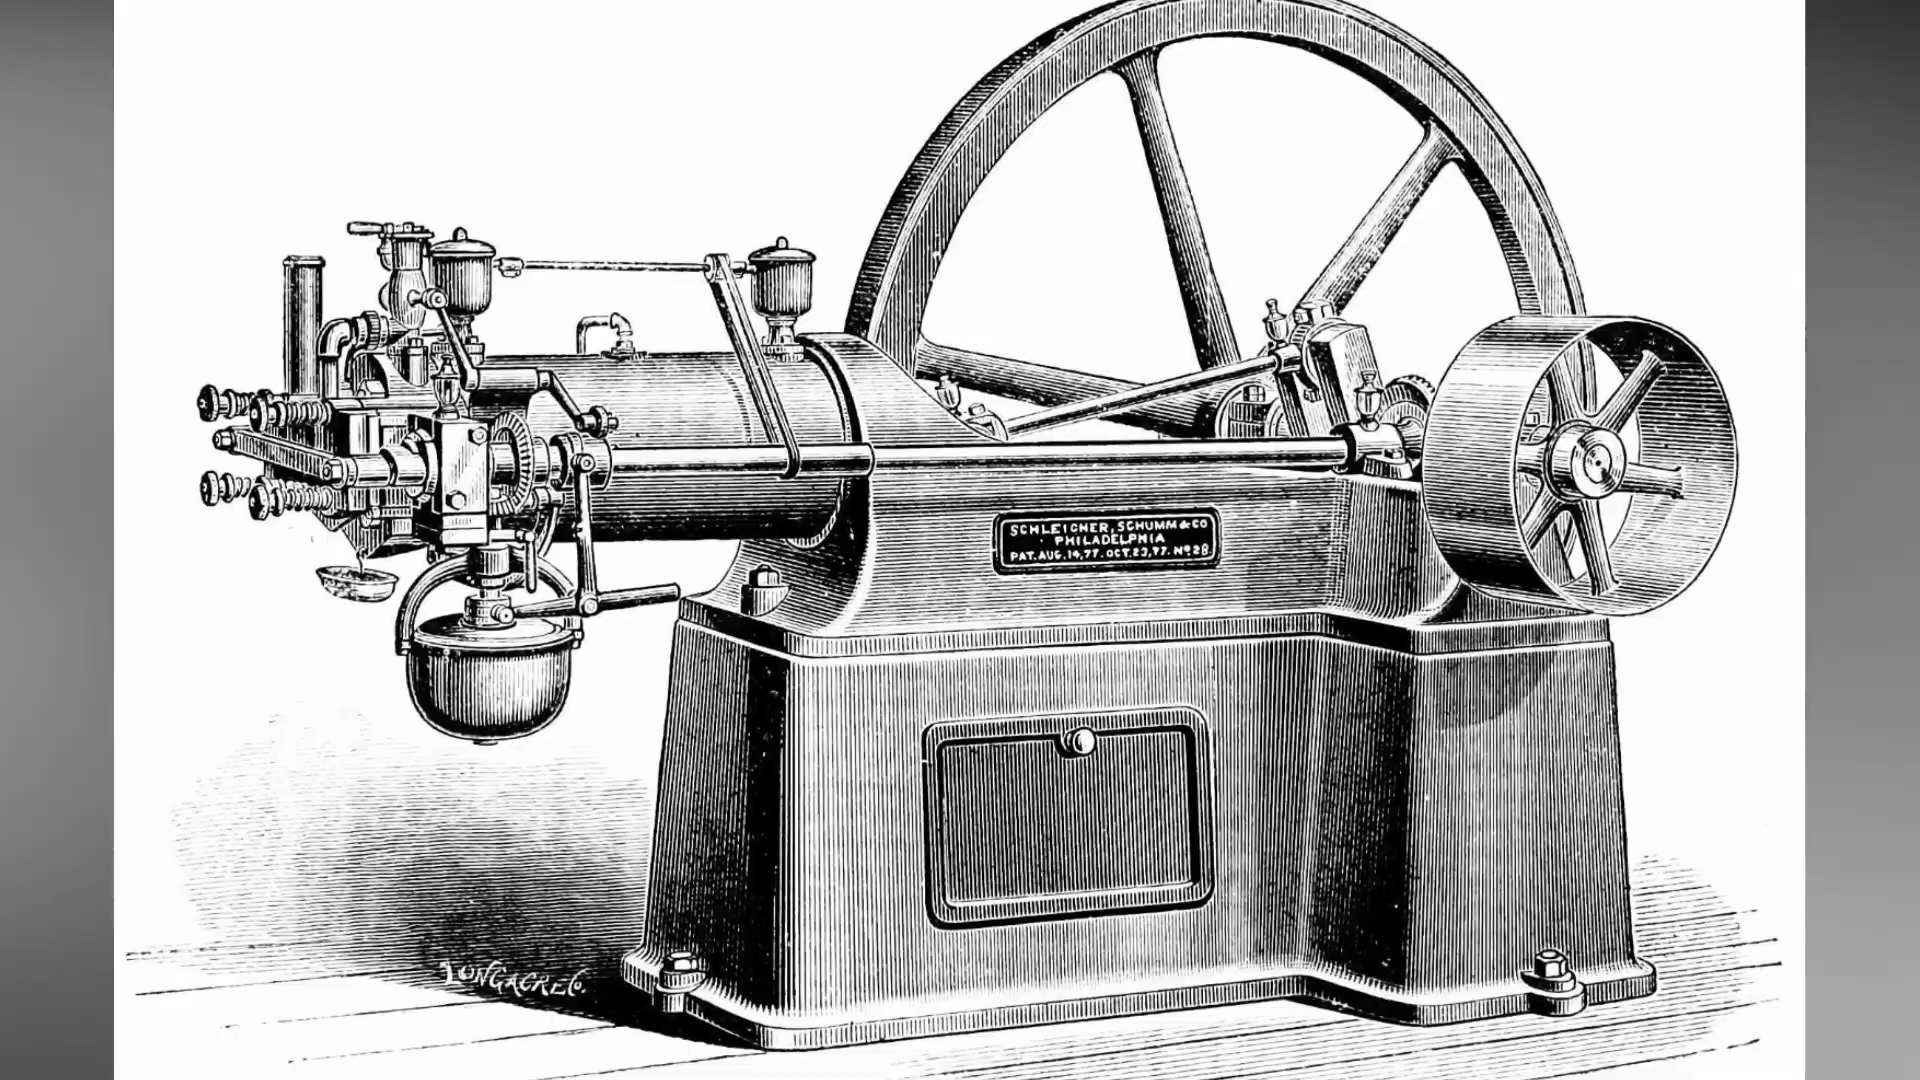 SCHLEICHER, SCHUMM & CO
PHILADELPHIA
PAT. AUG. 14, 77. OCT. 23, 77. No 28
LONGACRE Co.